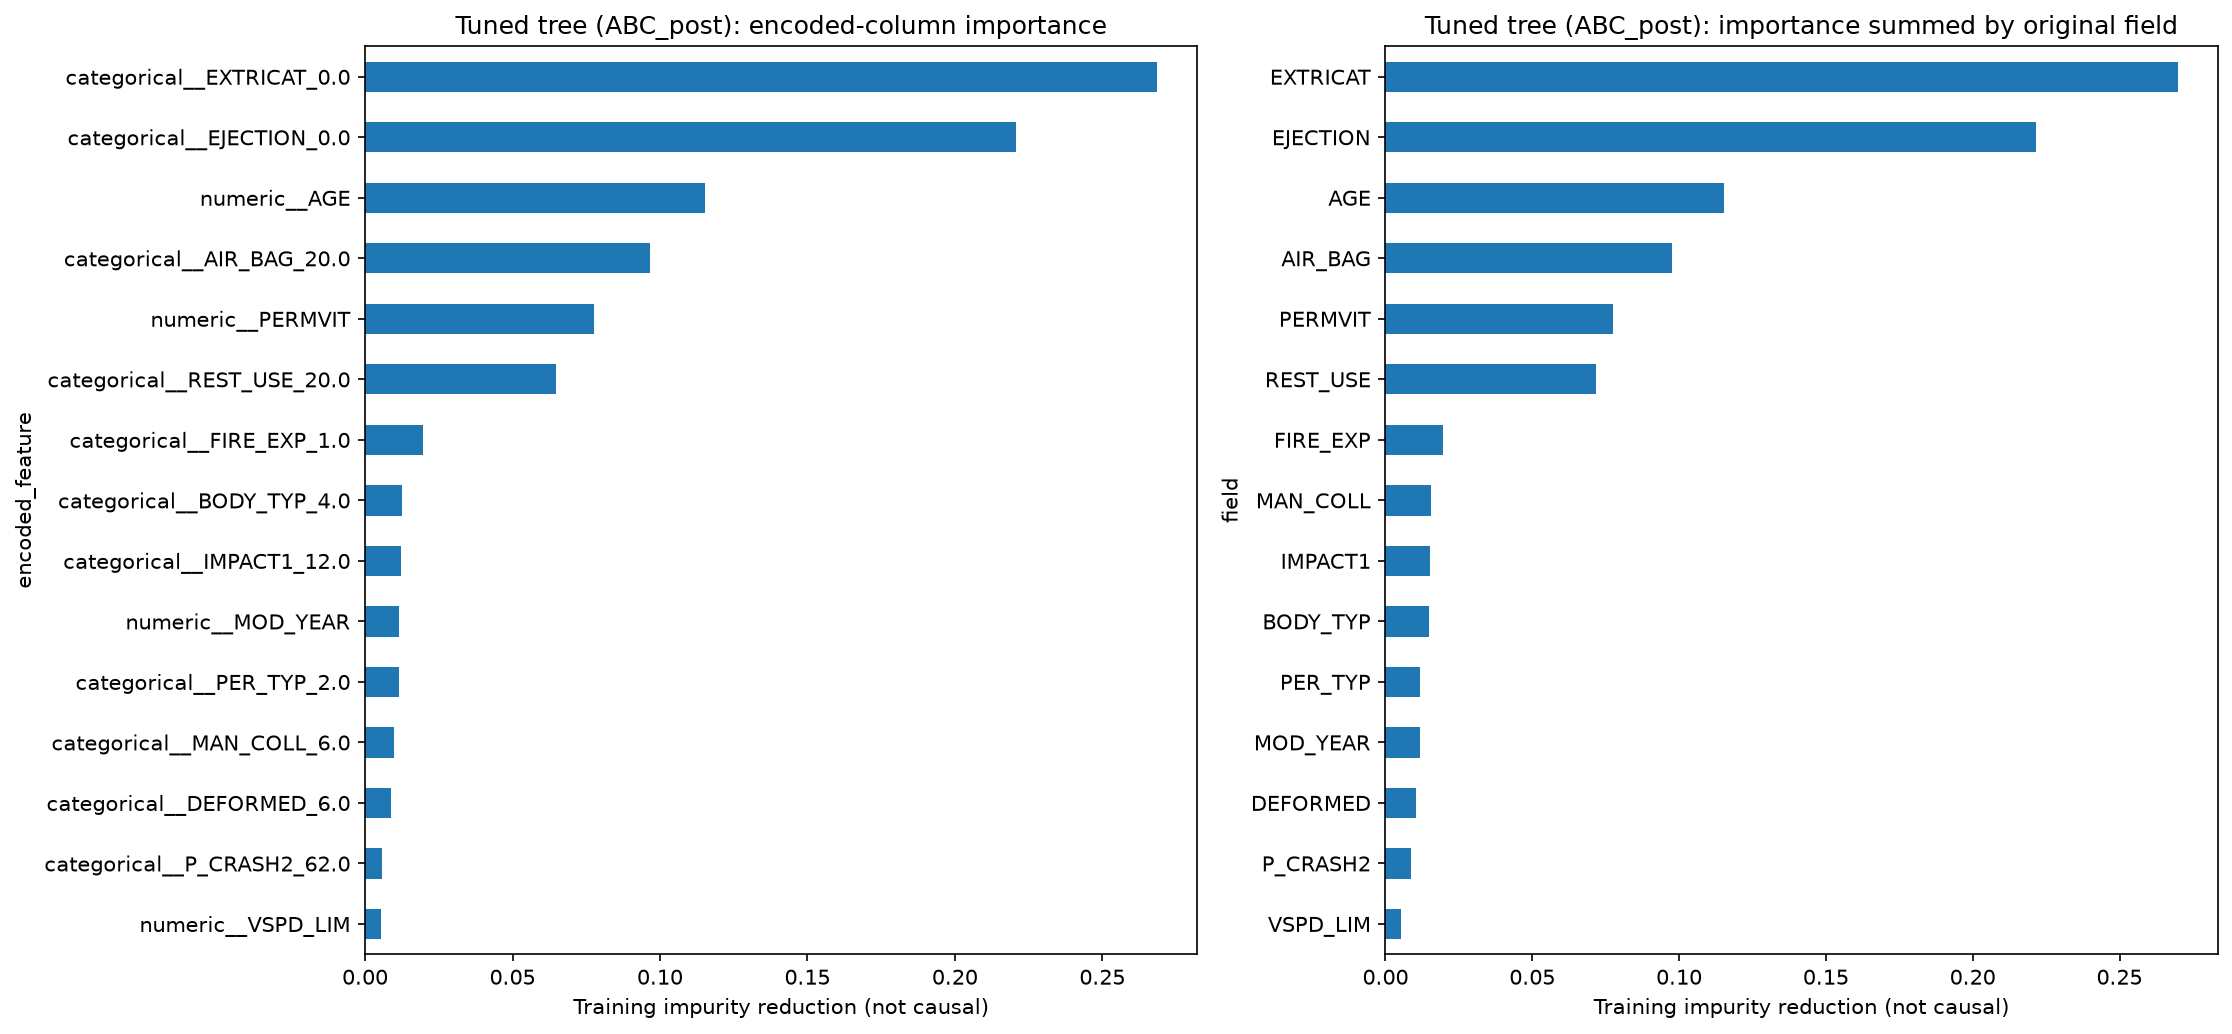 Tuned tree (ABC_post): encoded-column importance
categorical__EXTRICAT_0.0
categorical__EJECTION_0.0
numeric__AGE
categorical__AIR_BAG_20.0
numeric__PERMVIT
categorical__REST_USE_20.0
categorical__FIRE_EXP_1.0
categorical__BODY_TYP_4.0
categorical__IMPACT1_12.0
numeric__MOD_YEAR
categorical__PER_TYP_2.0
categorical__MAN_COLL_6.0
categorical__DEFORMED_6.0
categorical__P_CRASH2_62.0
numeric__VSPD_LIM
encoded_feature
0.00 0.05 0.10 0.15 0.20 0.25
Training impurity reduction (not causal)
Tuned tree (ABC_post): importance summed by original field
EXTRICAT
EJECTION
AGE
AIR_BAG
PERMVIT
REST_USE
FIRE_EXP
MAN_COLL
IMPACT1
BODY_TYP
PER_TYP
MOD_YEAR
DEFORMED
P_CRASH2
VSPD_LIM
field
0.00 0.05 0.10 0.15 0.20 0.25
Training impurity reduction (not causal)